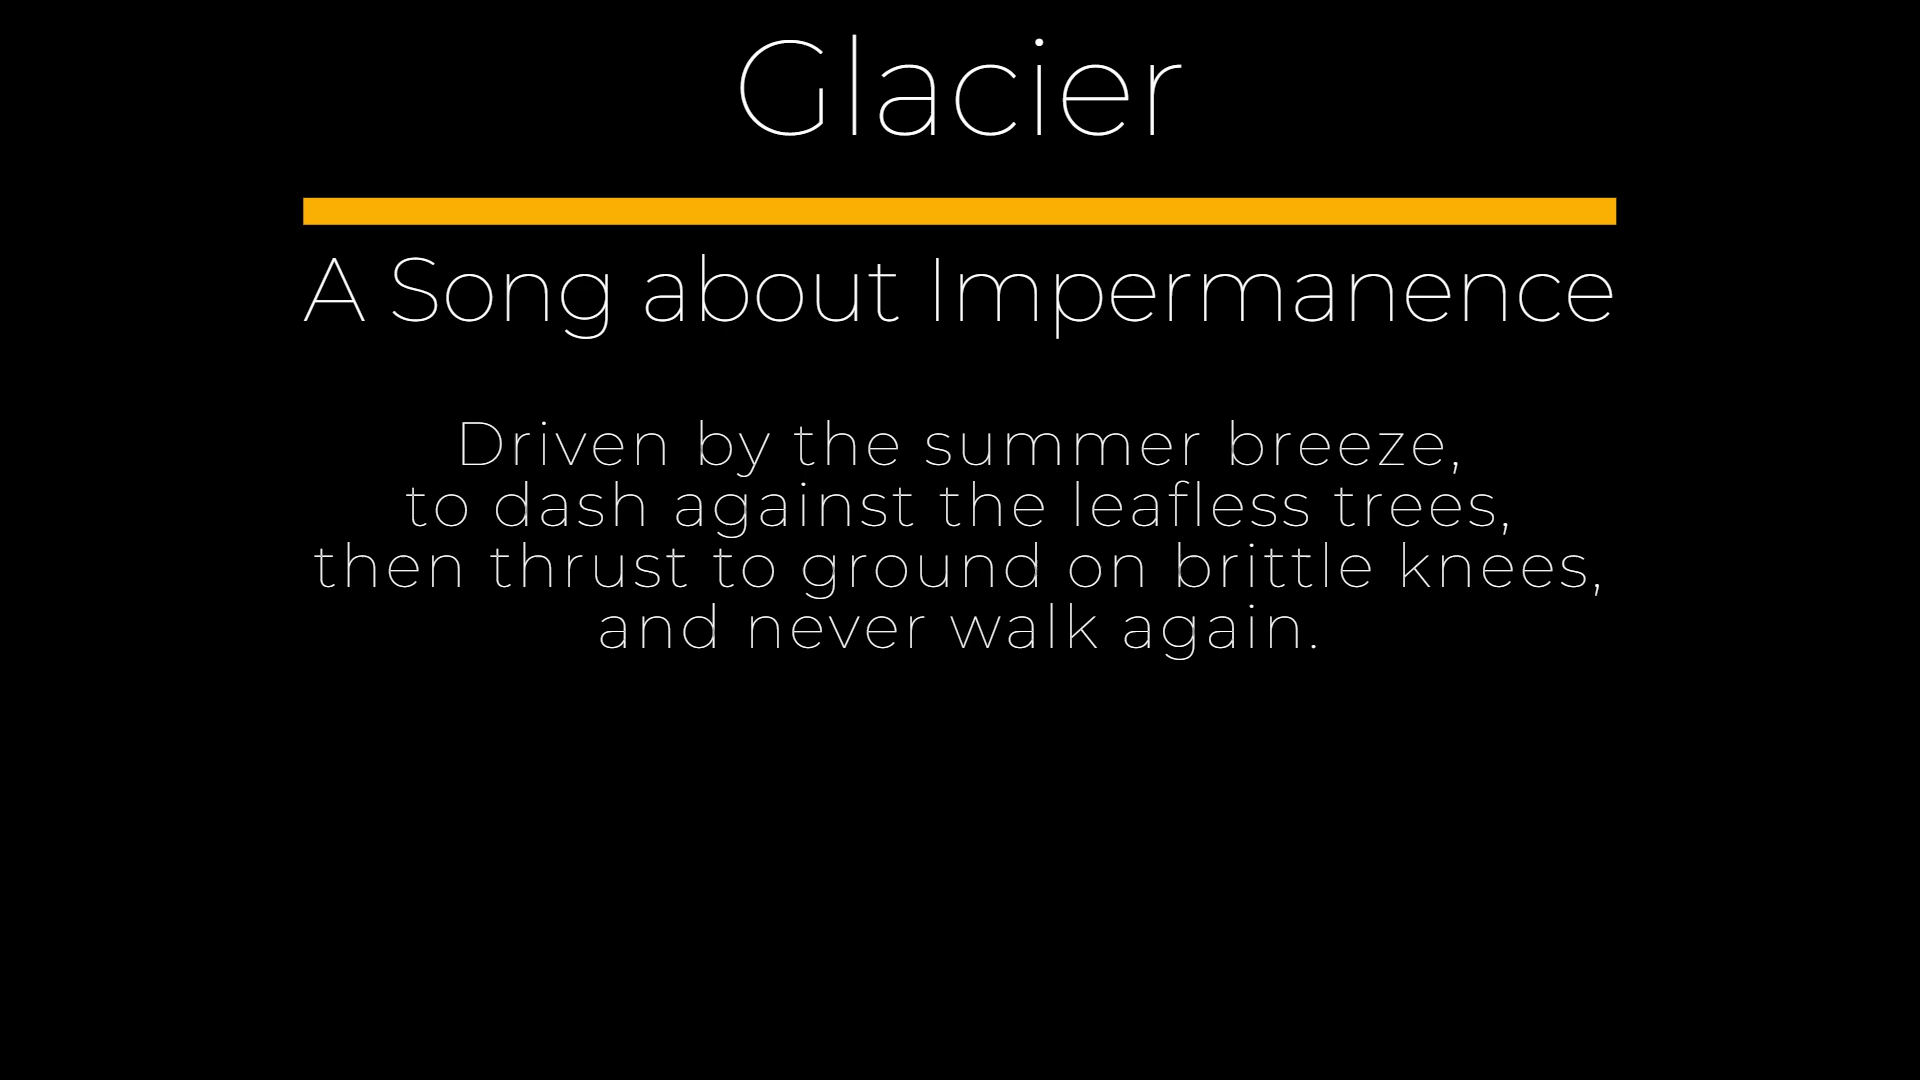 Glacier
A Song about Impermanence
Driven by the summer breeze,
to dash against the leafless trees,
then thrust to ground on brittle knees,
and never walk again.